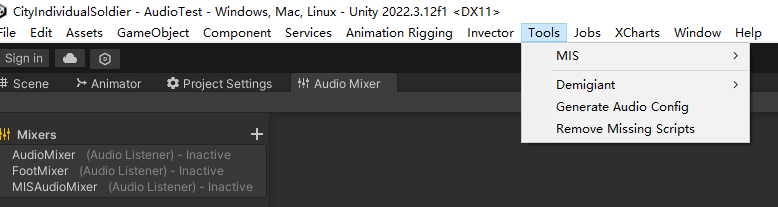 CityIndividualSoldier - AudioTest - Windows, Mac, Linux - Unity 2022.3.12f1 <DX11>
File Edit Assets GameObject Component Services Animation Rigging Invector Tools Jobs XCharts Window Help
Sign in
MIS
Scene Animator Project Settings Audio Mixer
Demigiant
Generate Audio Config
Mixers
Remove Missing Scripts
AudioMixer (Audio Listener) - Inactive
FootMixer (Audio Listener) - Inactive
MISAudioMixer (Audio Listener) - Inactive